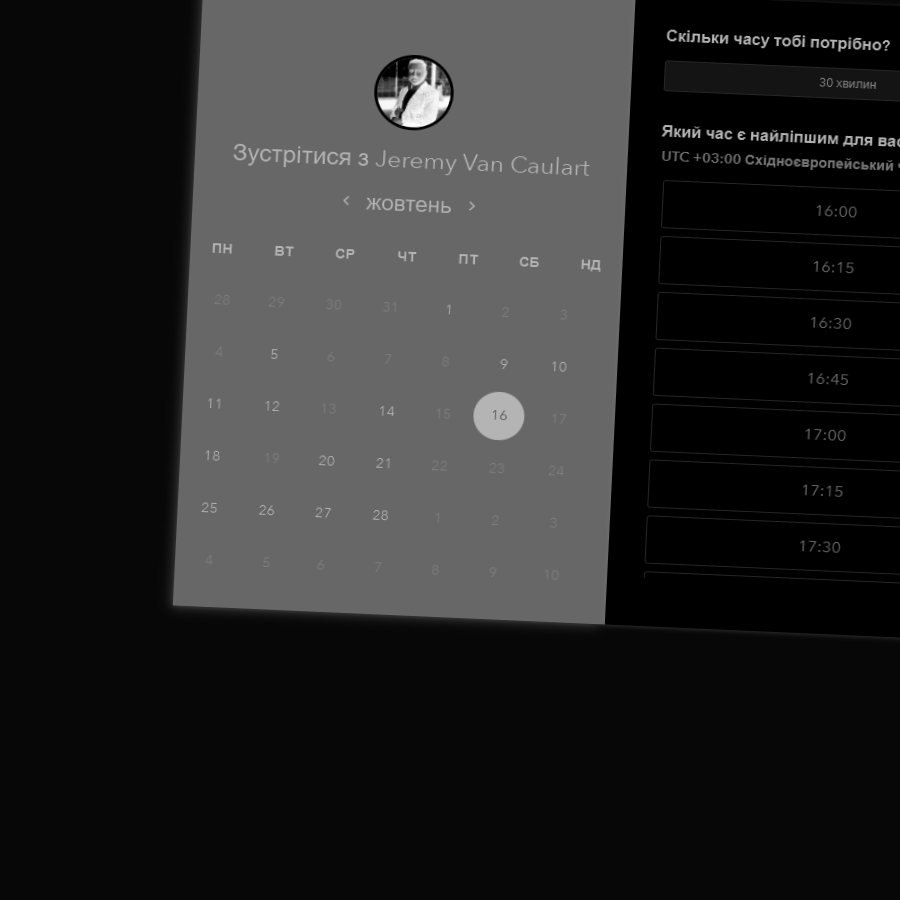 Зустрітися з Jeremy Van Caulart
‹ жовтень ›
ПН ВТ СР ЧТ ПТ СБ НД
28 29 30 31 1 2 3
4 5 6 7 8 9 10
11 12 13 14 15 16 17
18 19 20 21 22 23 24
25 26 27 28 1 2 3
4 5 6 7 8 9 10
Скільки часу тобі потрібно?
30 хвилин
Який час є найліпшим для
UTC +03:00 Східноєвропейський
16:00
16:15
16:30
16:45
17:00
17:15
17:30